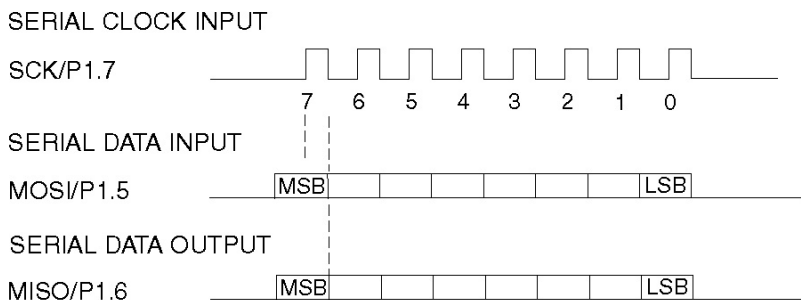 SERIAL CLOCK INPUT
SCK/P1.7
7 6 5 4 3 2 1 0
SERIAL DATA INPUT
MOSI/P1.5 MSB LSB
SERIAL DATA OUTPUT
MISO/P1.6 MSB LSB